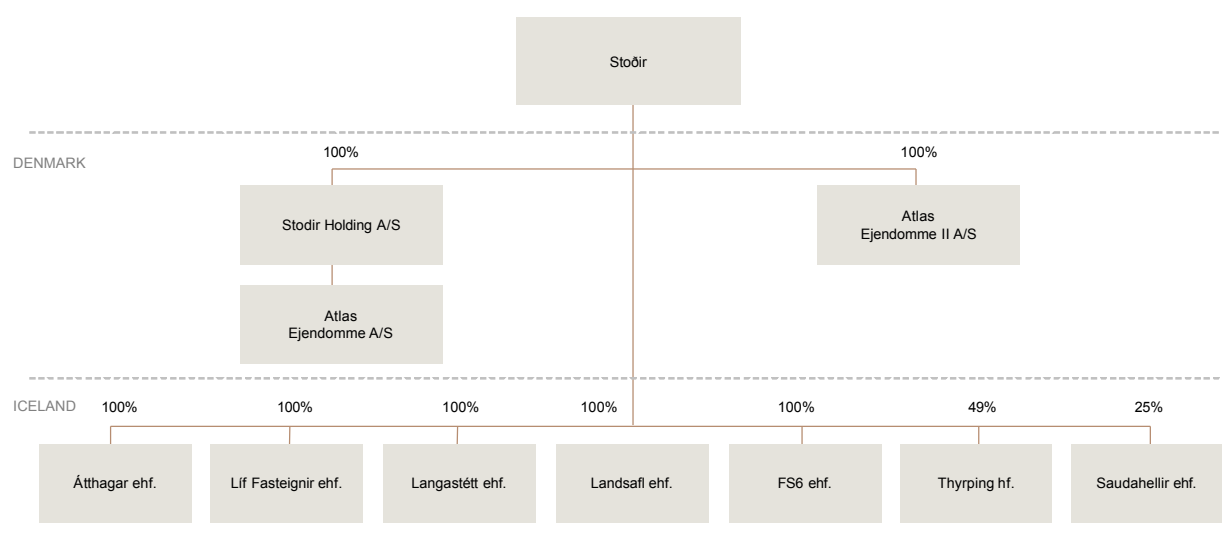 Stoðir
DENMARK
100%
100%
Stodir Holding A/S
Atlas
Ejendomme II A/S
Atlas
Ejendomme A/S
ICELAND
100%
100%
100%
100%
100%
49%
25%
Átthagar ehf.
Líf Fasteignir ehf.
Langastétt ehf.
Landsafl ehf.
FS6 ehf.
Thyrping hf.
Saudahellir ehf.